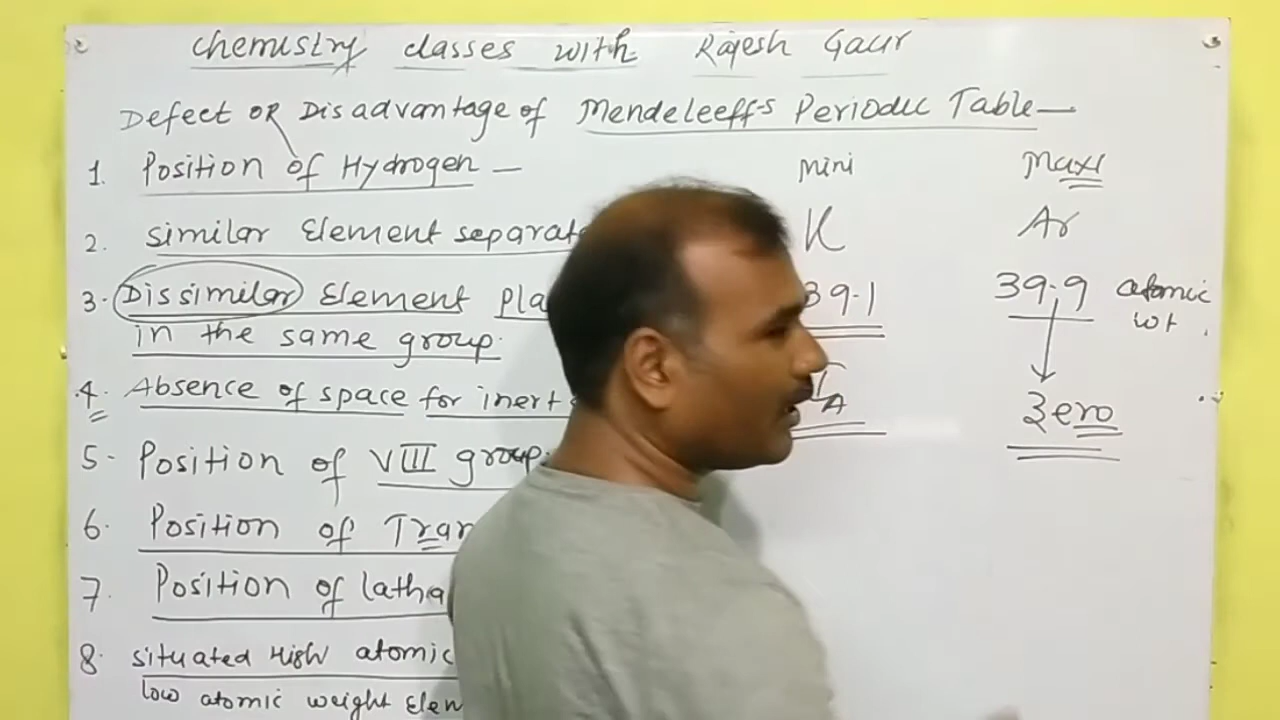 Chemistry classes with Rajesh Gaur
Defect OR Disadvantage of Mendeleeff's Periodic Table—
1. Position of Hydrogen —
2. Similar Element separate
3. Dissimilar Element Pla
in the same group.
4. Absence of space for inert
5- Position of VIII group.
6. Position of Tran
7. Position of latha
8. situated High atomic
low atomic weight Elem
Mini Maxi
K Ar
39.1 39.9 atomic
wt.
A Zero